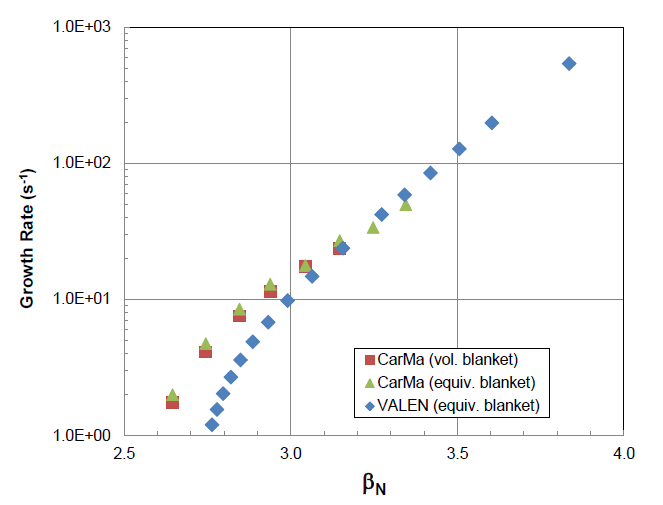 1.0E+03
1.0E+02
1.0E+01
1.0E+00
Growth Rate (s⁻¹)
CarMa (vol. blanket)
CarMa (equiv. blanket)
VALEN (equiv. blanket)
2.5 3.0 3.5 4.0
βN